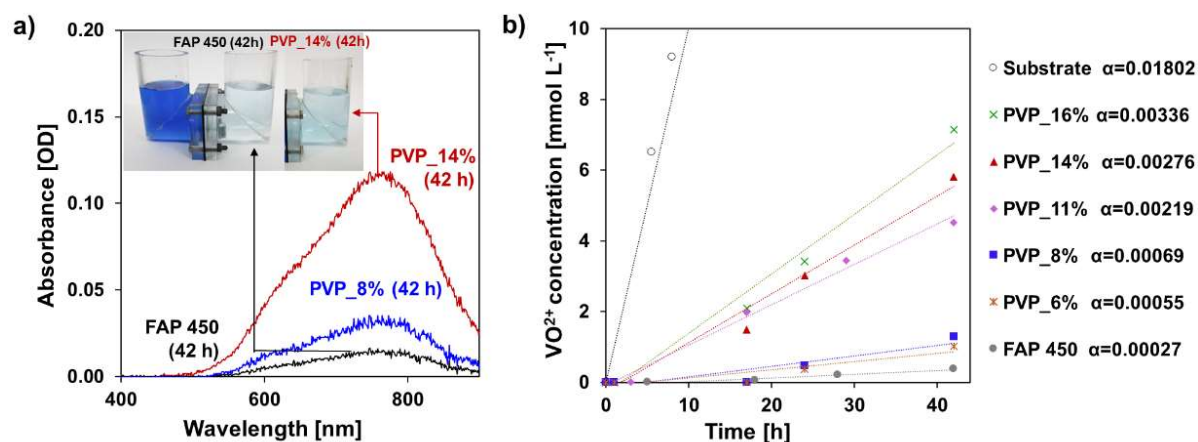 a)
0.20
0.15
0.10
0.05
0.00
Absorbance [OD]
400
600
800
Wavelength [nm]
FAP 450 (42h) PVP_14% (42h)
PVP_14%
(42 h)
PVP_8% (42 h)
FAP 450
(42 h)
b)
10
8
6
4
2
0
VO²⁺ concentration [mmol L⁻¹]
0
10
20
30
40
Time [h]
Substrate α=0.01802
PVP_16% α=0.00336
PVP_14% α=0.00276
PVP_11% α=0.00219
PVP_8% α=0.00069
PVP_6% α=0.00055
FAP 450 α=0.00027